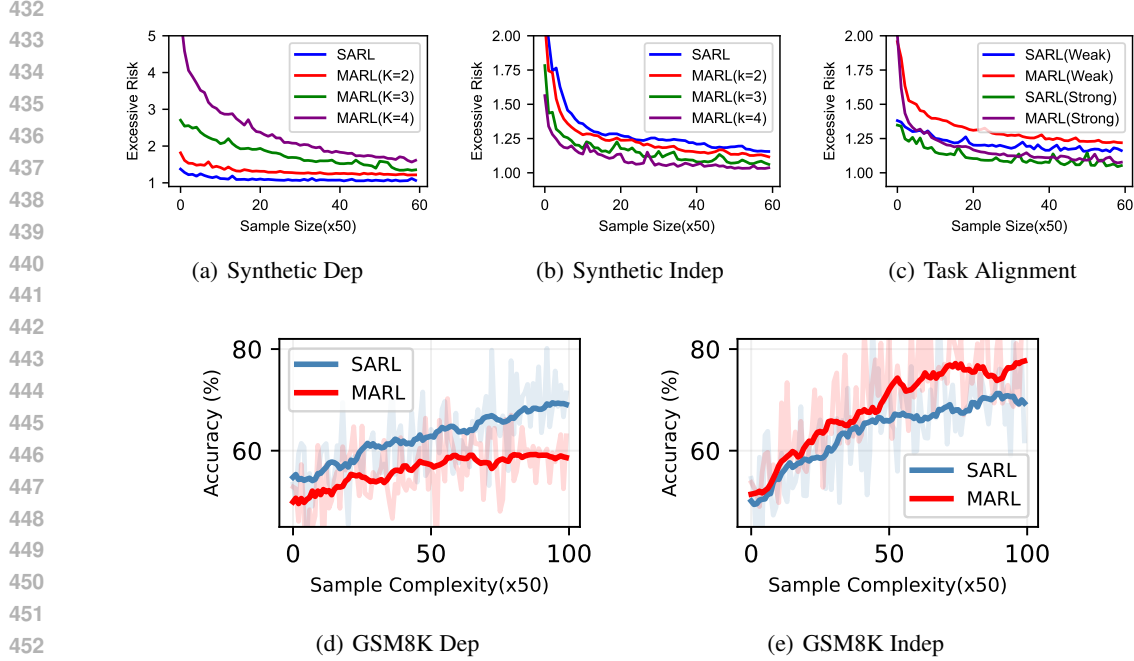 432
433
434
435
436
437
438
439
440
441
442
443
444
445
446
447
448
449
450
451
452
Excessive Risk
5
4
3
2
1
0 20 40 60
Sample Size(x50)
SARL
MARL(K=2)
MARL(K=3)
MARL(K=4)
(a) Synthetic Dep
Excessive Risk
2.00
1.75
1.50
1.25
1.00
0 20 40 60
Sample Size(x50)
SARL
MARL(k=2)
MARL(k=3)
MARL(k=4)
(b) Synthetic Indep
Excessive Risk
2.00
1.75
1.50
1.25
1.00
0 20 40 60
Sample Size(x50)
SARL(Weak)
MARL(Weak)
SARL(Strong)
MARL(Strong)
(c) Task Alignment
Accuracy (%)
80
60
0 50 100
Sample Complexity(x50)
SARL
MARL
(d) GSM8K Dep
Accuracy (%)
80
60
0 50 100
Sample Complexity(x50)
SARL
MARL
(e) GSM8K Indep